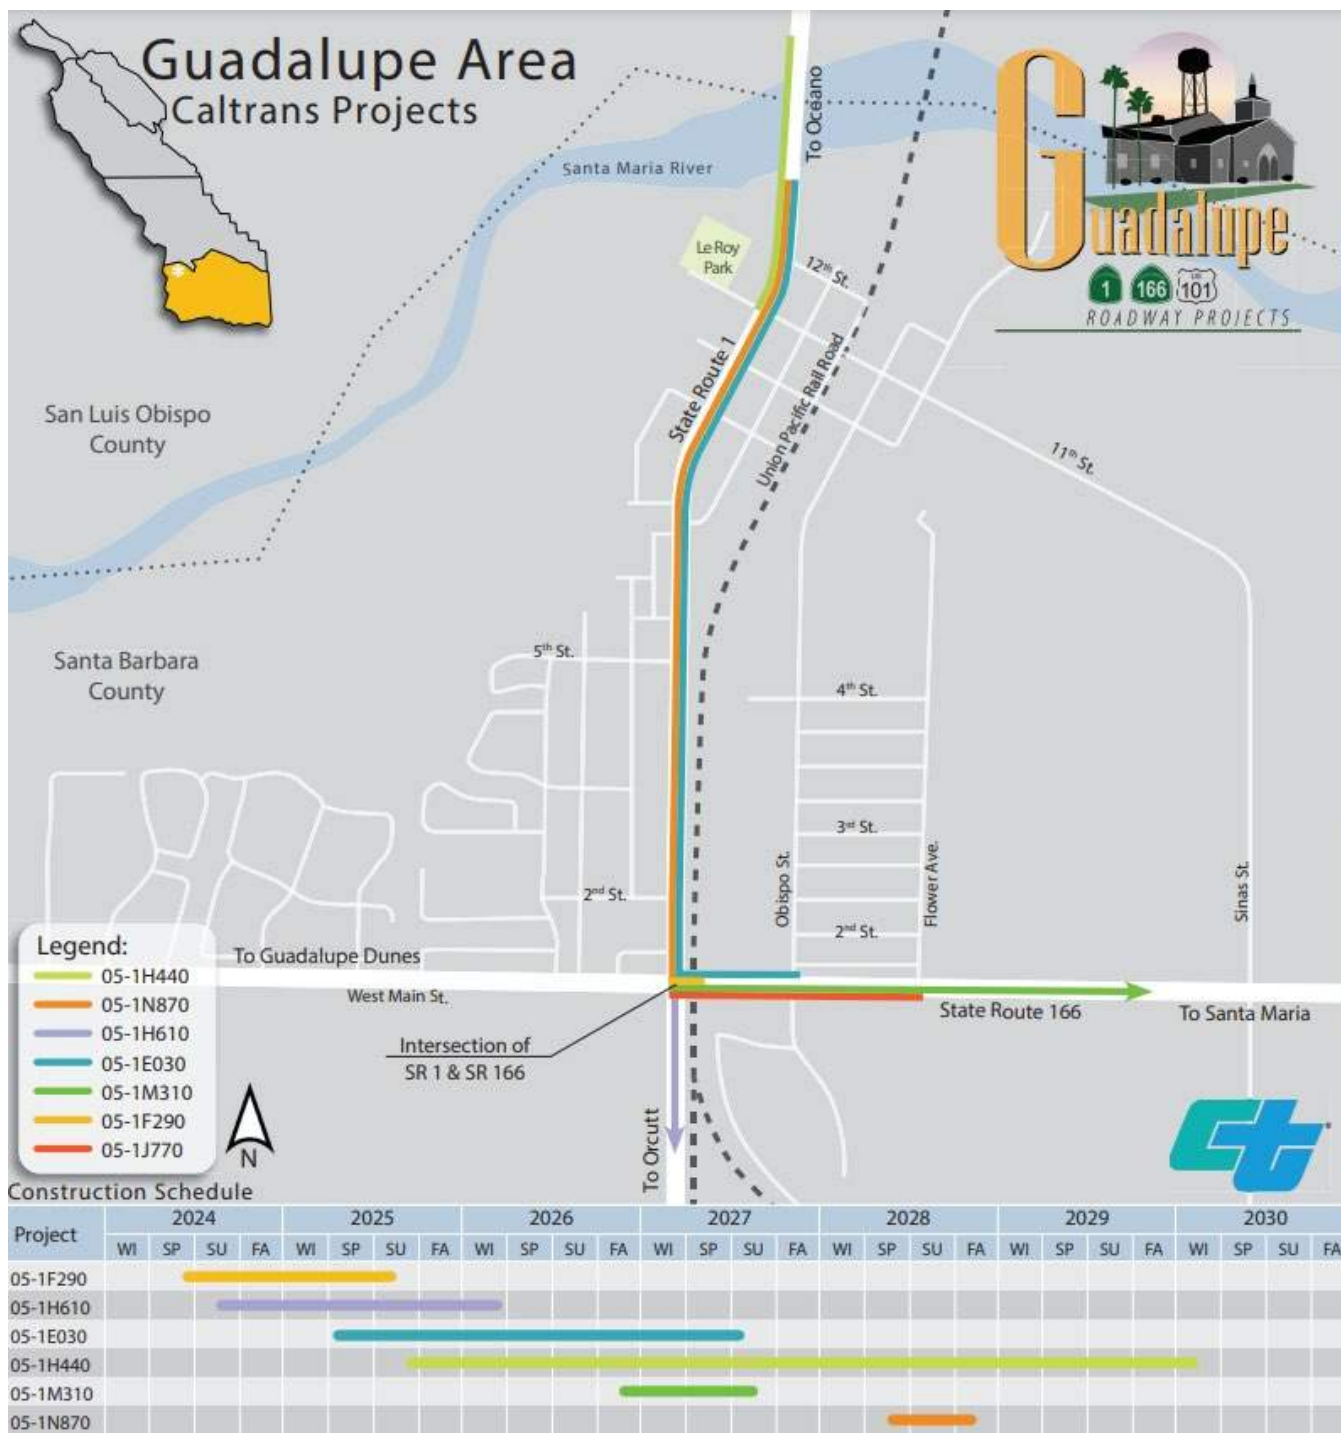 Guadalupe Area
Caltrans Projects
To Oceano
Santa Maria River
Guadalupe
1 166 US 101
ROADWAY PROJECTS
Le Roy
Park
12th St.
State Route 1
Union Pacific Rail Road
San Luis Obispo
County
11th St.
5th St.
Santa Barbara
County
4th St.
3rd St.
Obispo St.
Flower Ave.
Sinas St.
2nd St.
2nd St.
Legend:
05-1H440
05-1N870
05-1H610
05-1E030
05-1M310
05-1F290
05-1J770
To Guadalupe Dunes
West Main St.
State Route 166
To Santa Maria
Intersection of
SR 1 & SR 166
N
To Orcutt
Ct
Construction Schedule
Project 2024 2025 2026 2027 2028 2029 2030
WI SP SU FA WI SP SU FA WI SP SU FA WI SP SU FA WI SP SU FA WI SP SU FA WI SP SU FA
05-1F290
05-1H610
05-1E030
05-1H440
05-1M310
05-1N870